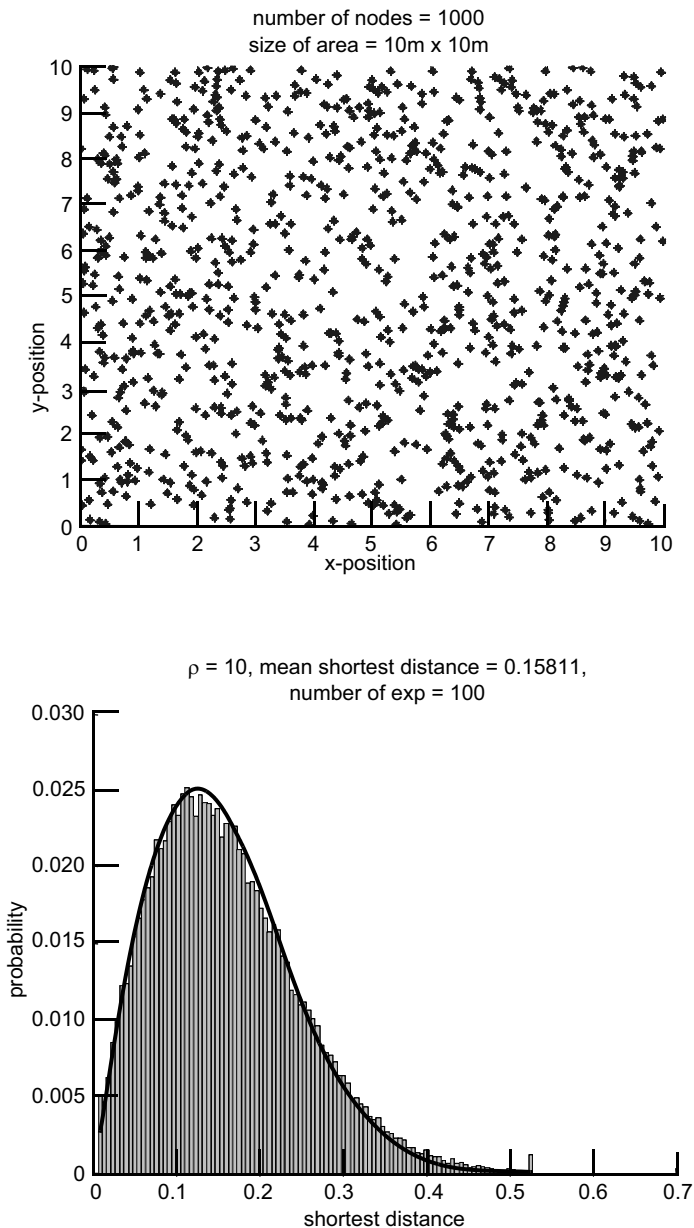 number of nodes = 1000
size of area = 10m x 10m
10
9
8
7
6
5
4
3
2
1
0
y-position
0 1 2 3 4 5 6 7 8 9 10
x-position
ρ = 10, mean shortest distance = 0.15811,
number of exp = 100
0.030
0.025
0.020
0.015
0.010
0.005
0
probability
0 0.1 0.2 0.3 0.4 0.5 0.6 0.7
shortest distance